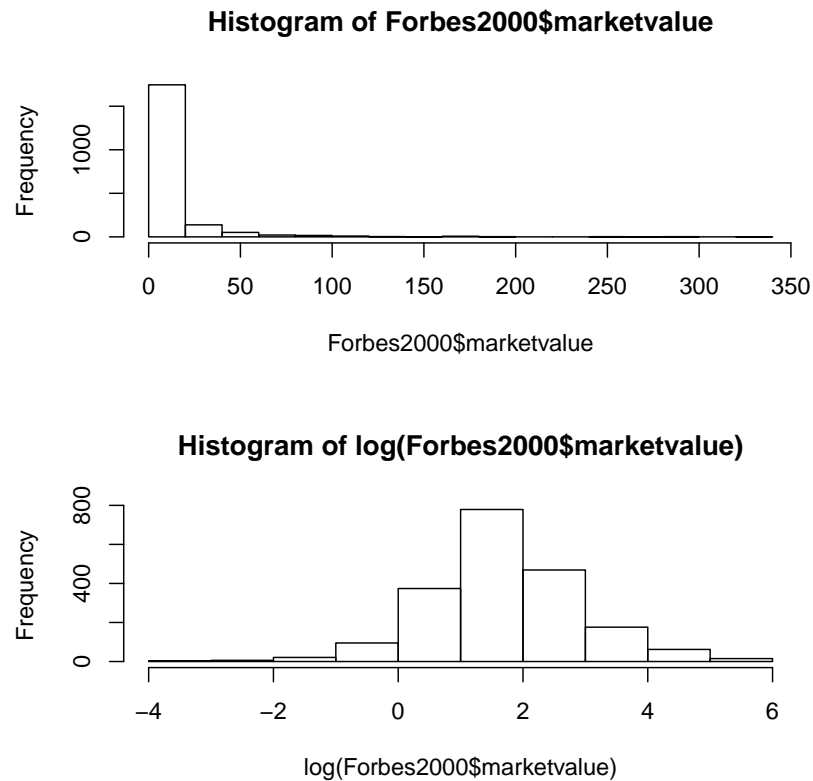 Histogram of Forbes2000$marketvalue
Frequency
0 1000
0 50 100 150 200 250 300 350
Forbes2000$marketvalue
Histogram of log(Forbes2000$marketvalue)
Frequency
0 400 800
−4 −2 0 2 4 6
log(Forbes2000$marketvalue)